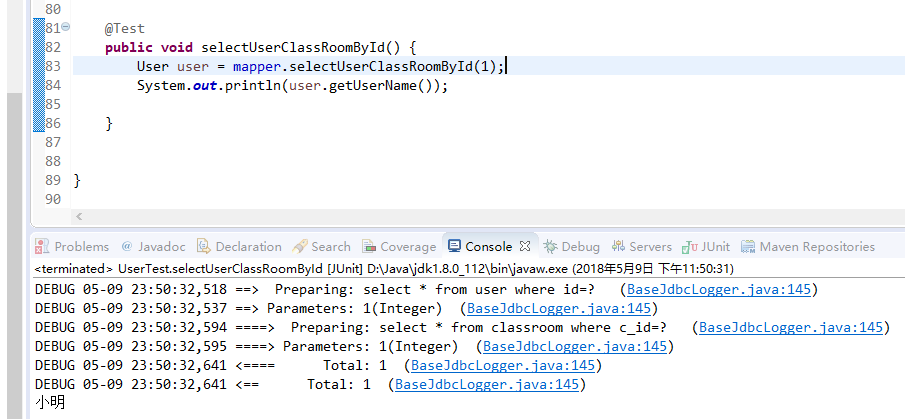 80
81 @Test
82 public void selectUserClassRoomById() {
83 User user = mapper.selectUserClassRoomById(1);
84 System.out.println(user.getUserName());
85
86 }
87
88
89 }
90
Problems @ Javadoc Declaration Search Coverage Console Debug Servers JUnit Maven Repositories
<terminated> UserTest.selectUserClassRoomById [JUnit] D:\Java\jdk1.8.0_112\bin\javaw.exe (2018年5月9日 下午11:50:31)
DEBUG 05-09 23:50:32,518 ==>  Preparing: select * from user where id=?   (BaseJdbcLogger.java:145)
DEBUG 05-09 23:50:32,537 ==> Parameters: 1(Integer)  (BaseJdbcLogger.java:145)
DEBUG 05-09 23:50:32,594 ====>  Preparing: select * from classroom where c_id=?   (BaseJdbcLogger.java:145)
DEBUG 05-09 23:50:32,595 ====> Parameters: 1(Integer)  (BaseJdbcLogger.java:145)
DEBUG 05-09 23:50:32,641 <====      Total: 1  (BaseJdbcLogger.java:145)
DEBUG 05-09 23:50:32,641 <==      Total: 1  (BaseJdbcLogger.java:145)
小明